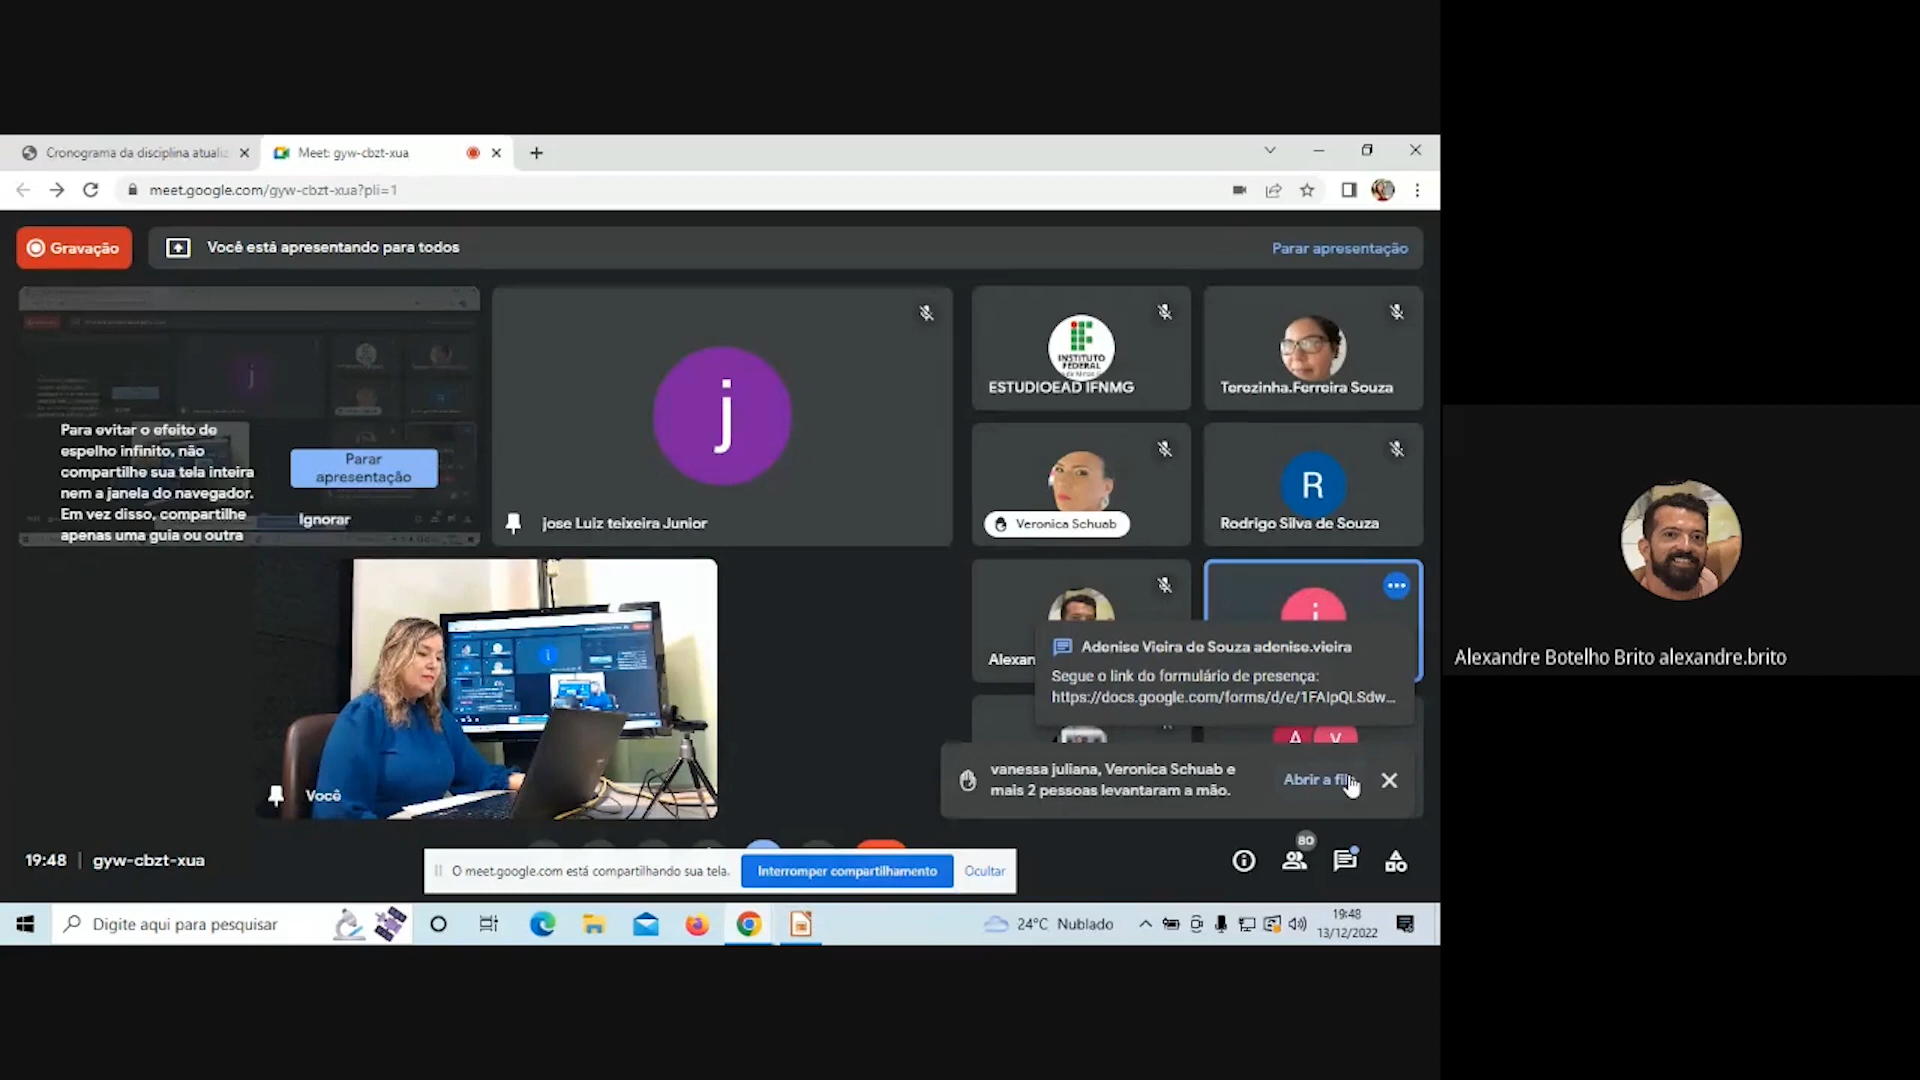 Cronograma da disciplina atualiz
Meet: gyw-cbzt-xua
meet.google.com/gyw-cbzt-xua?pli=1
Gravação
Você está apresentando para todos
Parar apresentação
Para evitar o efeito de
espelho infinito, não
compartilhe sua tela inteira
nem a janela do navegador.
Em vez disso, compartilhe
apenas uma guia ou outra
Parar
apresentação
Ignorar
j
jose Luiz teixeira Junior
INSTITUTO
FEDERAL
ESTUDIOEAD IFNMG
Terezinha.Ferreira Souza
Veronica Schuab
R
Rodrigo Silva de Souza
Alexan
Adenise Vieira de Souza adenise.vieira
Segue o link do formulário de presença:
https://docs.google.com/forms/d/e/1FAIpQLSdw...
A
V
vanessa juliana, Veronica Schuab e
mais 2 pessoas levantaram a mão.
Abrir a fil
Você
Alexandre Botelho Brito alexandre.brito
19:48
gyw-cbzt-xua
O meet.google.com está compartilhando sua tela.
Interromper compartilhamento
Ocultar
80
Digite aqui para pesquisar
24°C Nublado
19:48
13/12/2022